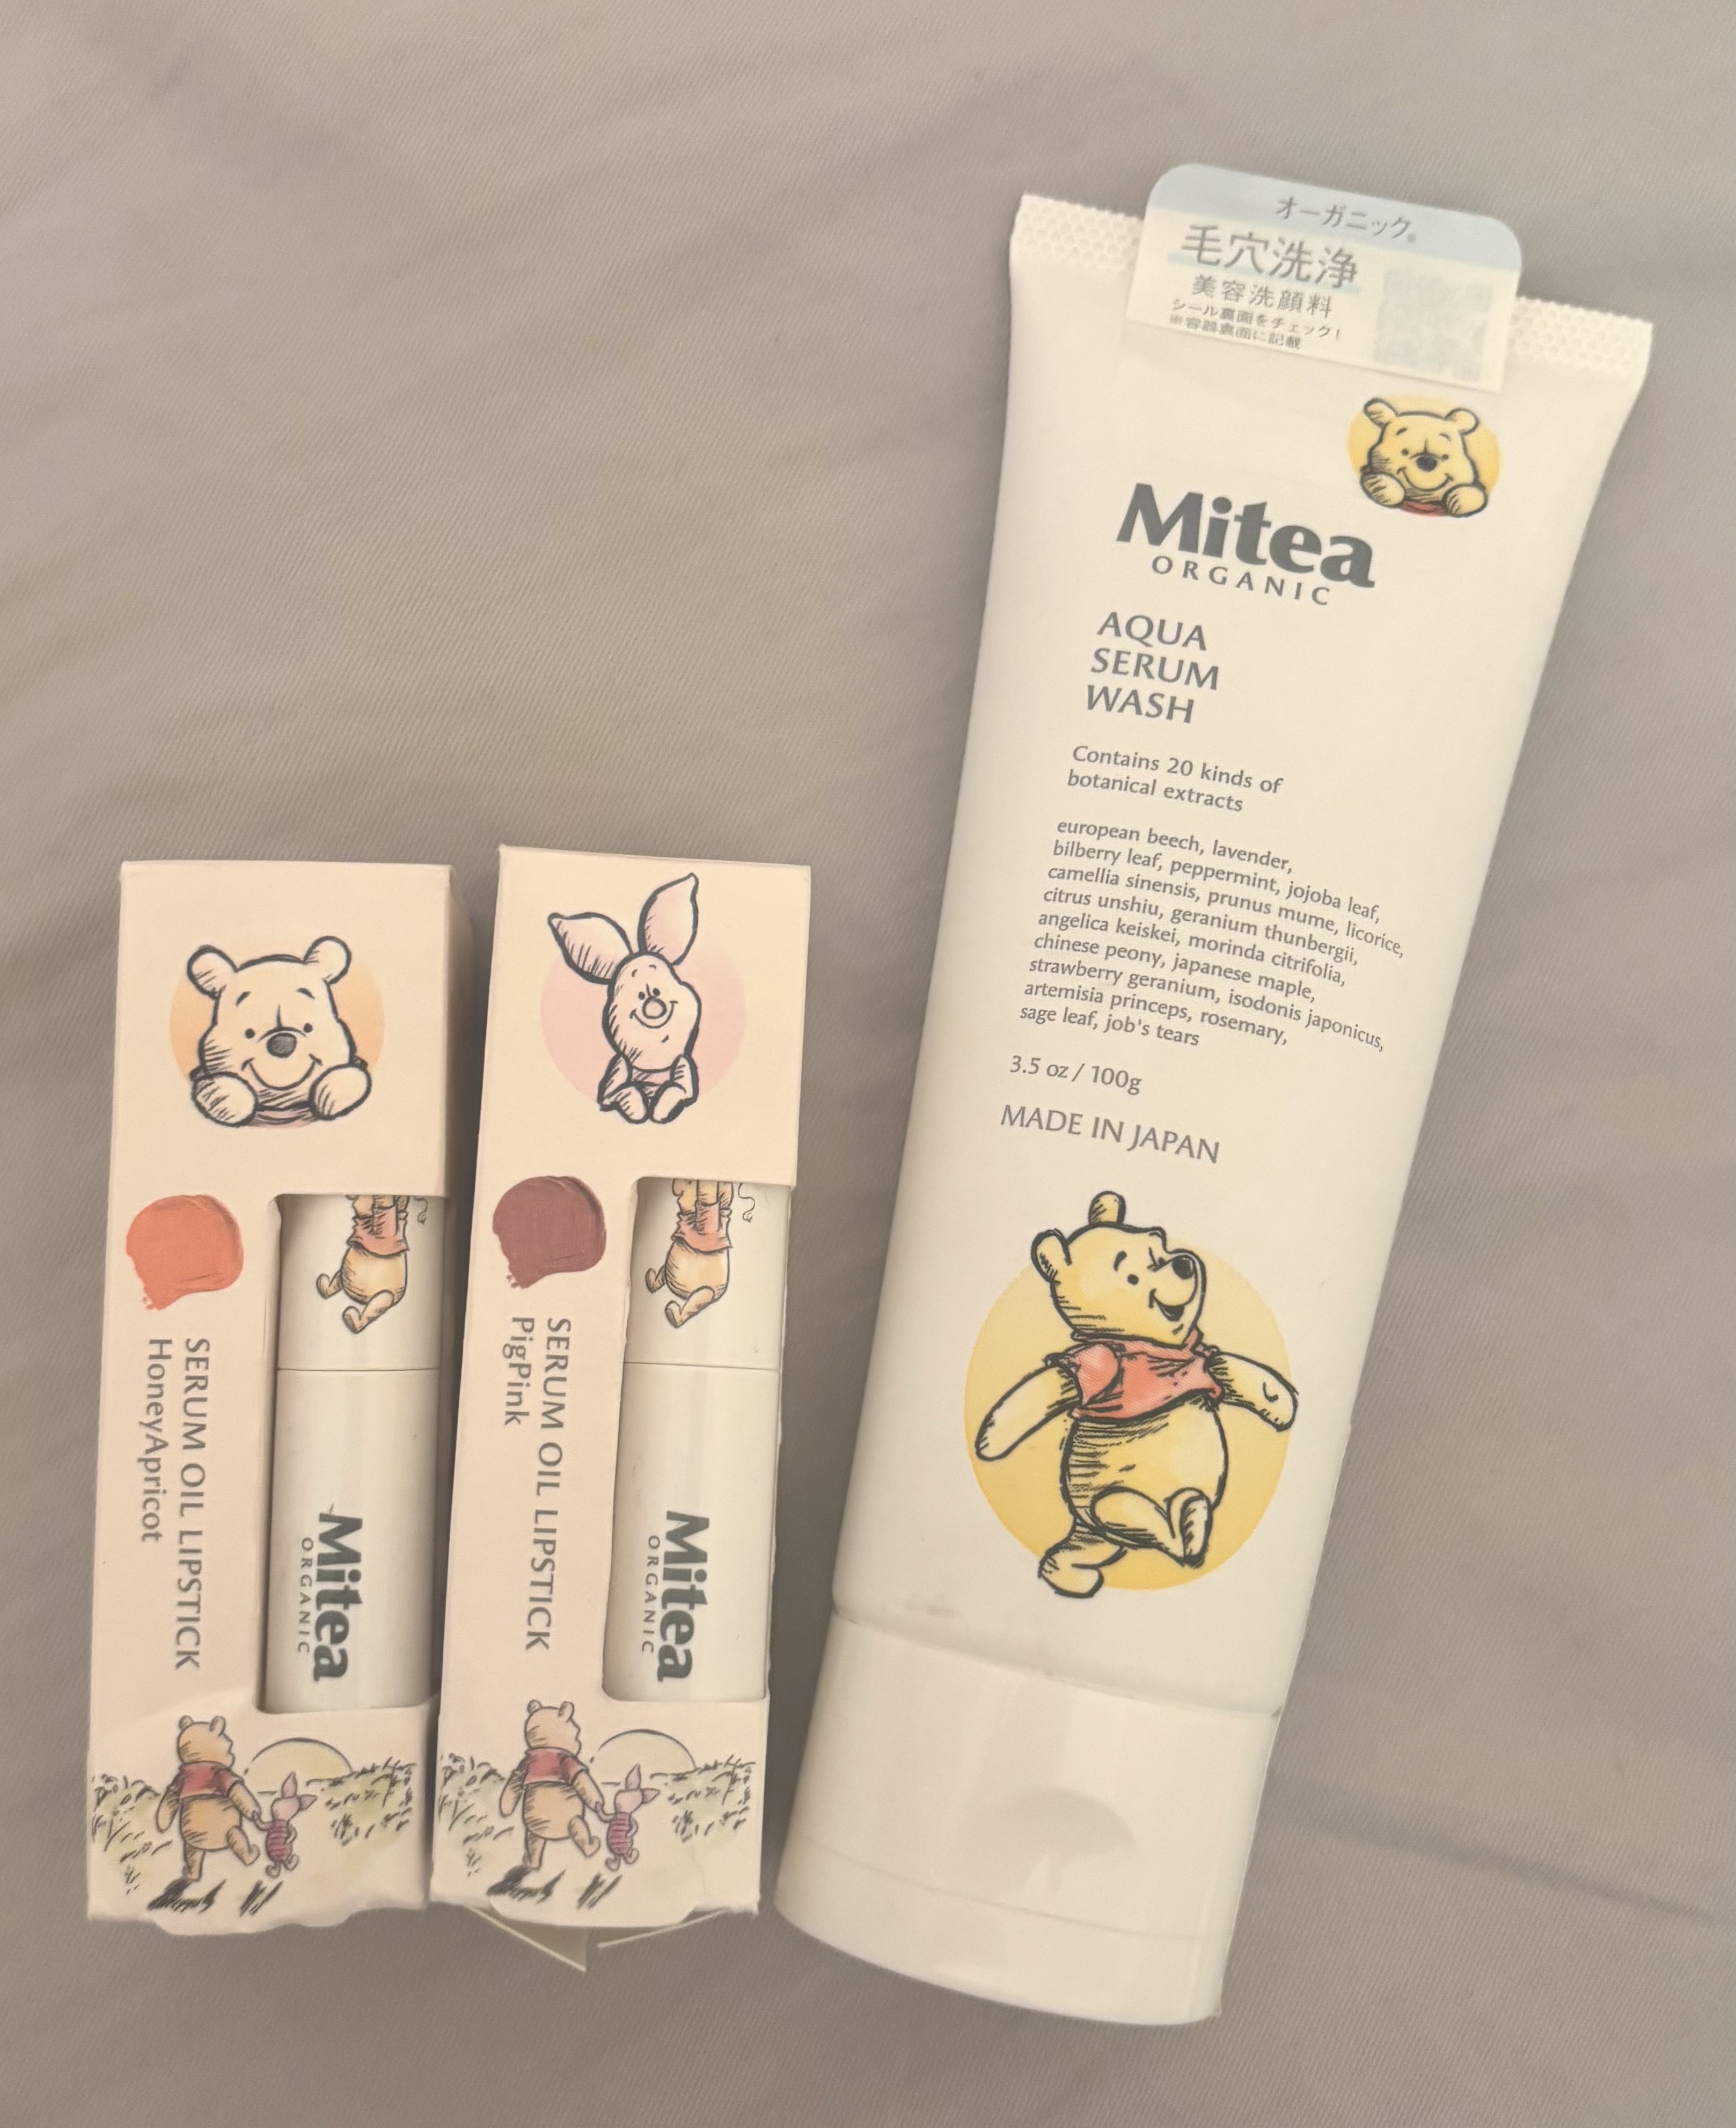 SERUM OIL LIPSTICK
HoneyApricot
Mitea
ORGANIC
SERUM OIL LIPSTICK
PigPink
Mitea
ORGANIC
オーガニック。
毛穴洗浄
美容洗顔料
シール裏面をチェック！
※容器裏面に記載
Mitea
ORGANIC
AQUA
SERUM
WASH
Contains 20 kinds of
botanical extracts
european beech, lavender,
bilberry leaf, peppermint, jojoba leaf,
camellia sinensis, prunus mume, licorice,
citrus unshiu, geranium thunbergii,
angelica keiskei, morinda citrifolia,
chinese peony, japanese maple,
strawberry geranium, isodonis japonicus,
artemisia princeps, rosemary,
sage leaf, job's tears
3.5 oz / 100g
MADE IN JAPAN